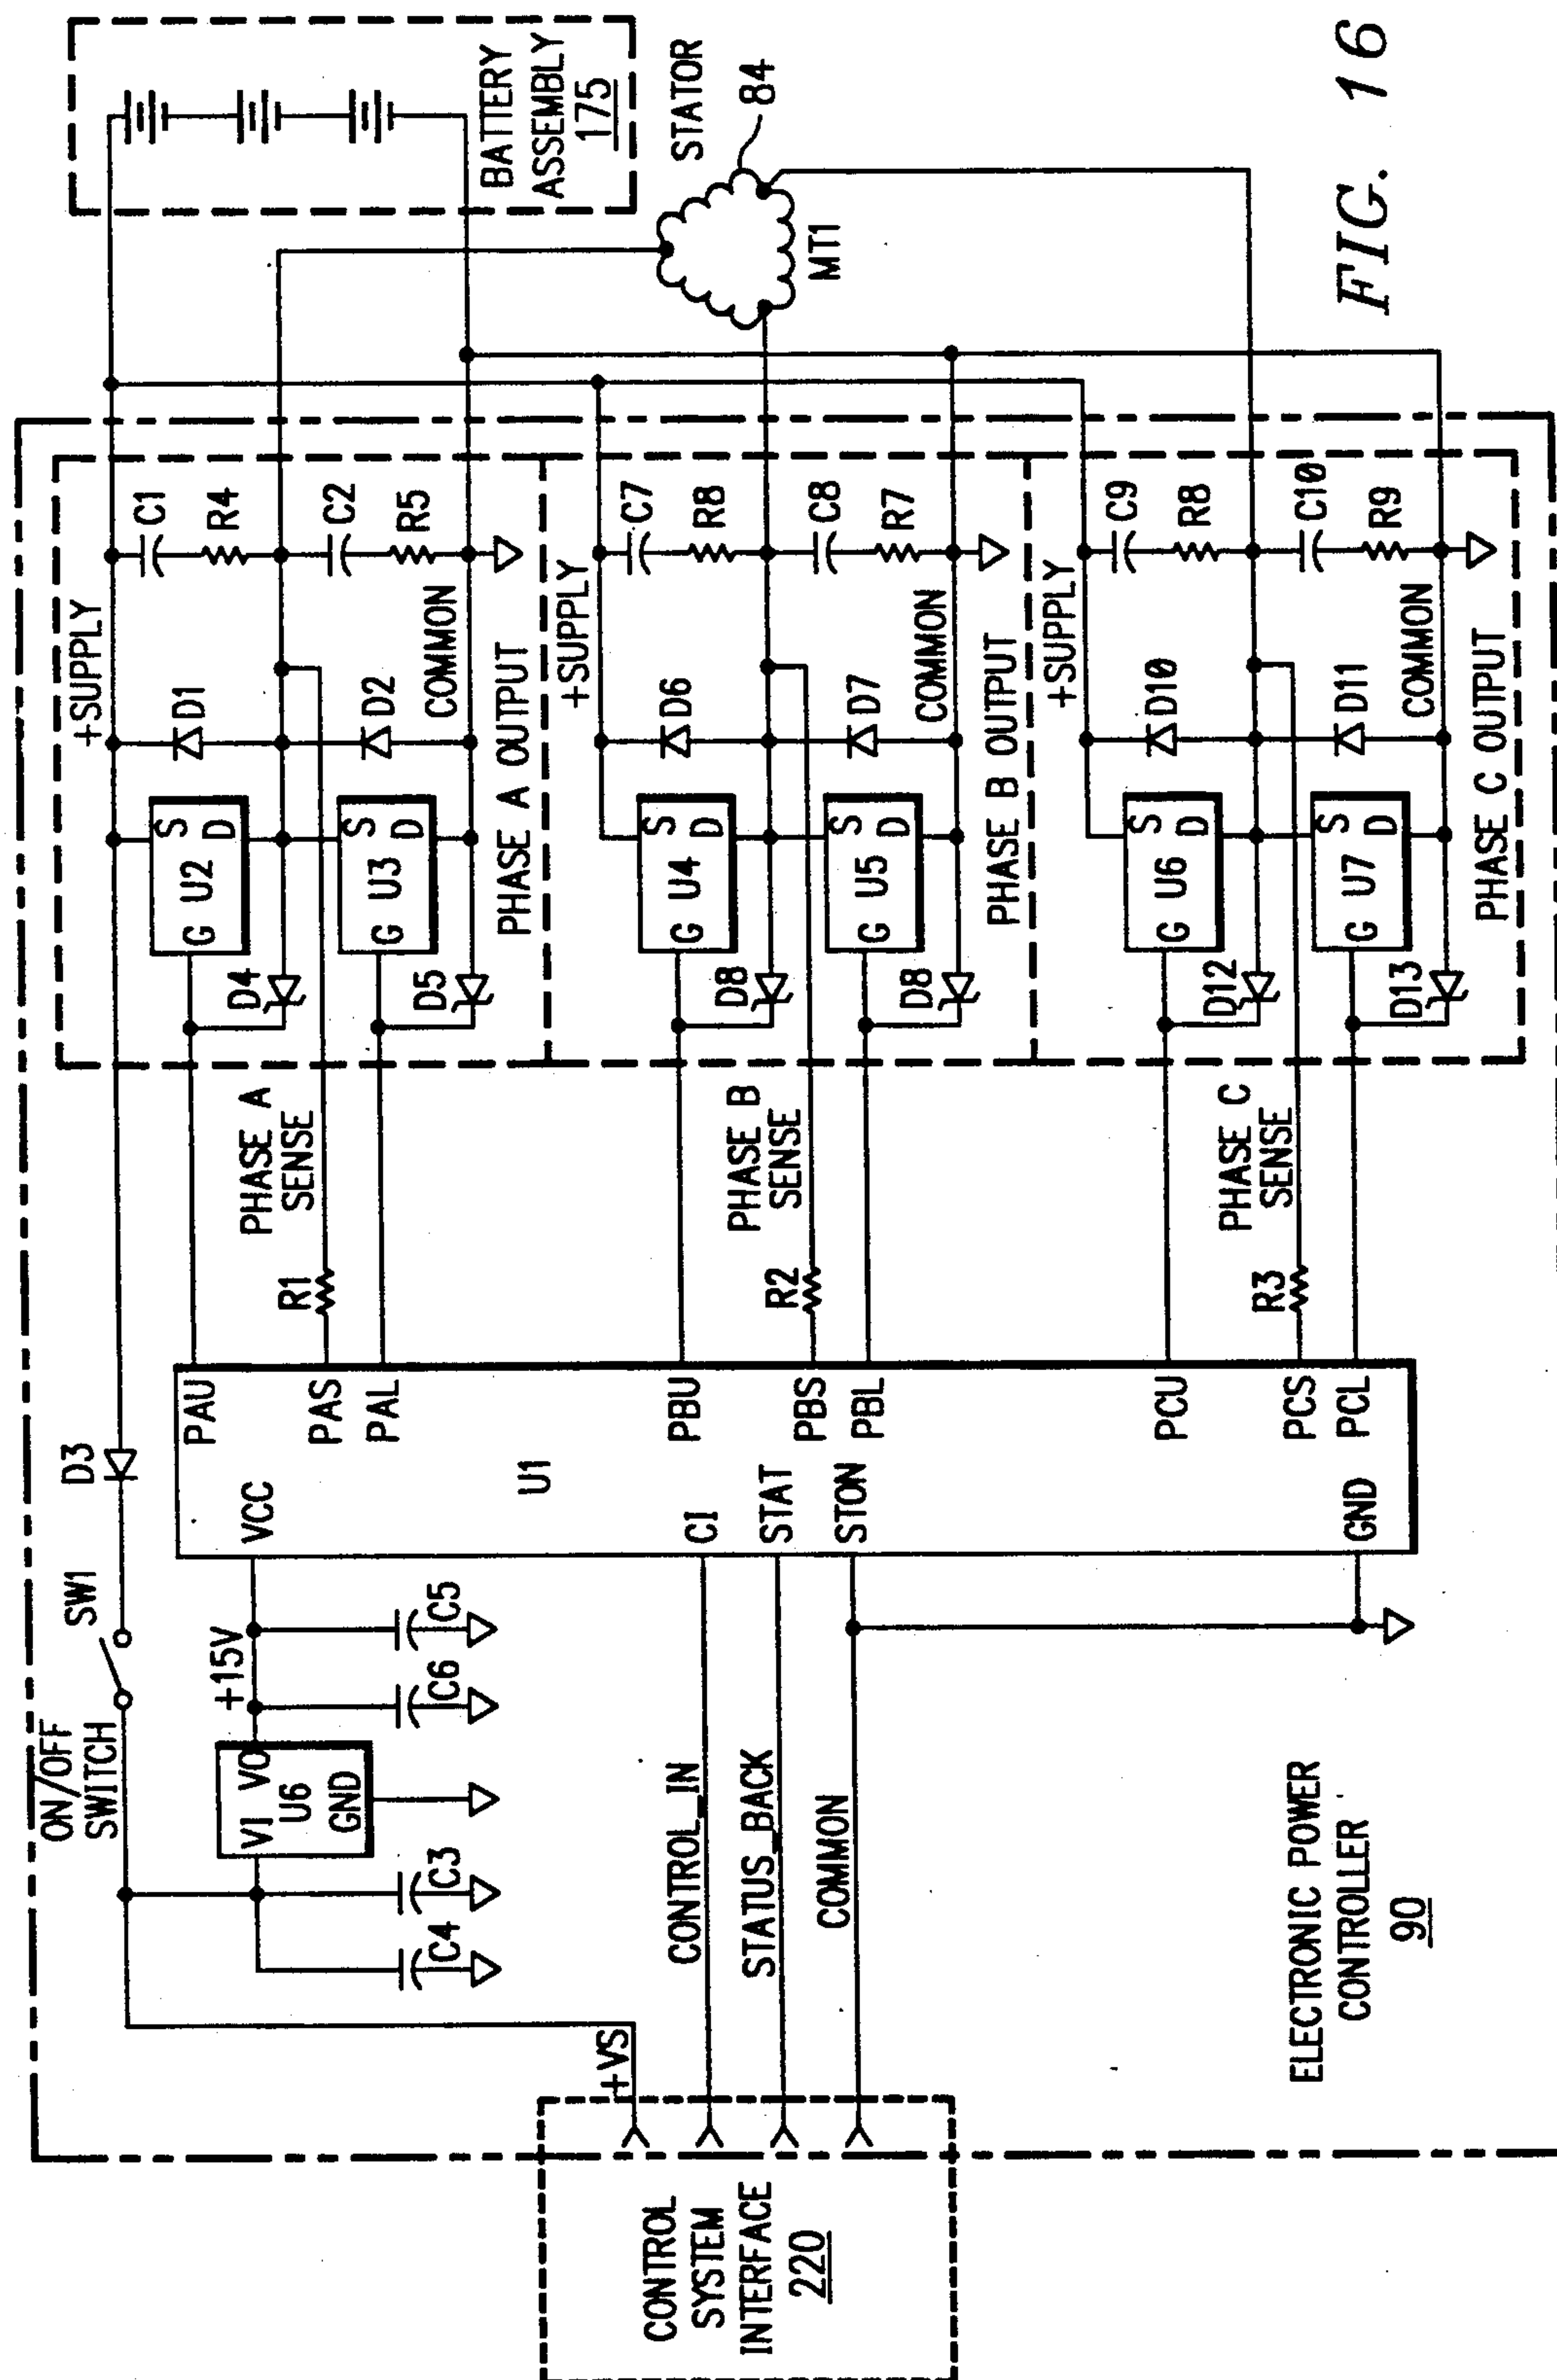 CONTROL
SYSTEM
INTERFACE
220
+VS
CONTROL_IN
STATUS_BACK
COMMON
ELECTRONIC POWER
CONTROLLER
90
ON/OFF
SWITCH
SW1
D3
C4
C3
VI
VO
U6
GND
+15V
C6
C5
VCC
U1
CI
STAT
STON
GND
PAU
PAS
PAL
PBU
PBS
PBL
PCU
PCS
PCL
PHASE A
SENSE
R1
PHASE B
SENSE
R2
PHASE C
SENSE
R3
+SUPPLY
D4
G
U2
S
D
D1
C1
R4
D5
G
U3
S
D
D2
C2
R5
COMMON
PHASE A OUTPUT
+SUPPLY
D8
G
U4
S
D
D6
C7
R8
D8
G
U5
S
D
D7
C8
R7
COMMON
PHASE B OUTPUT
+SUPPLY
D12
G
U6
S
D
D10
C9
R8
D13
G
U7
S
D
D11
C10
R9
COMMON
PHASE C OUTPUT
BATTERY
ASSEMBLY
175
STATOR
84
MT1
FIG. 16